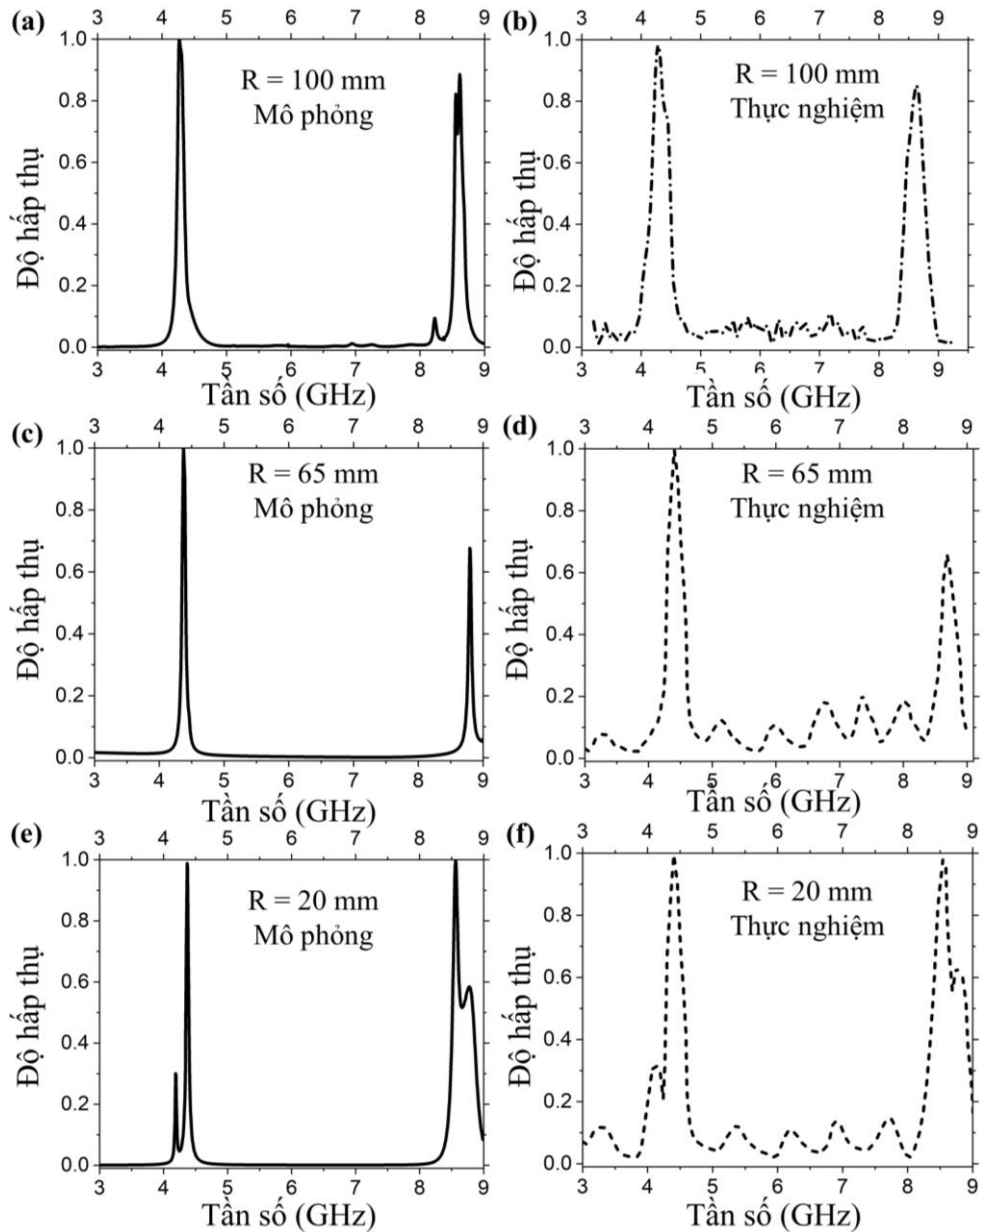 (a)
3 4 5 6 7 8 9
1.0
0.8
0.6
0.4
0.2
0.0
Độ hấp thụ
R = 100 mm
Mô phỏng
3 4 5 6 7 8 9
Tần số (GHz)
(b)
3 4 5 6 7 8 9
1.0
0.8
0.6
0.4
0.2
0.0
Độ hấp thụ
R = 100 mm
Thực nghiệm
3 4 5 6 7 8 9
Tần số (GHz)
(c)
3 4 5 6 7 8 9
1.0
0.8
0.6
0.4
0.2
0.0
Độ hấp thụ
R = 65 mm
Mô phỏng
3 4 5 6 7 8 9
Tần số (GHz)
(d)
3 4 5 6 7 8 9
1.0
0.8
0.6
0.4
0.2
0.0
Độ hấp thụ
R = 65 mm
Thực nghiệm
3 4 5 6 7 8 9
Tần số (GHz)
(e)
3 4 5 6 7 8 9
1.0
0.8
0.6
0.4
0.2
0.0
Độ hấp thụ
R = 20 mm
Mô phỏng
3 4 5 6 7 8 9
Tần số (GHz)
(f)
3 4 5 6 7 8 9
1.0
0.8
0.6
0.4
0.2
0.0
Độ hấp thụ
R = 20 mm
Thực nghiệm
3 4 5 6 7 8 9
Tần số (GHz)